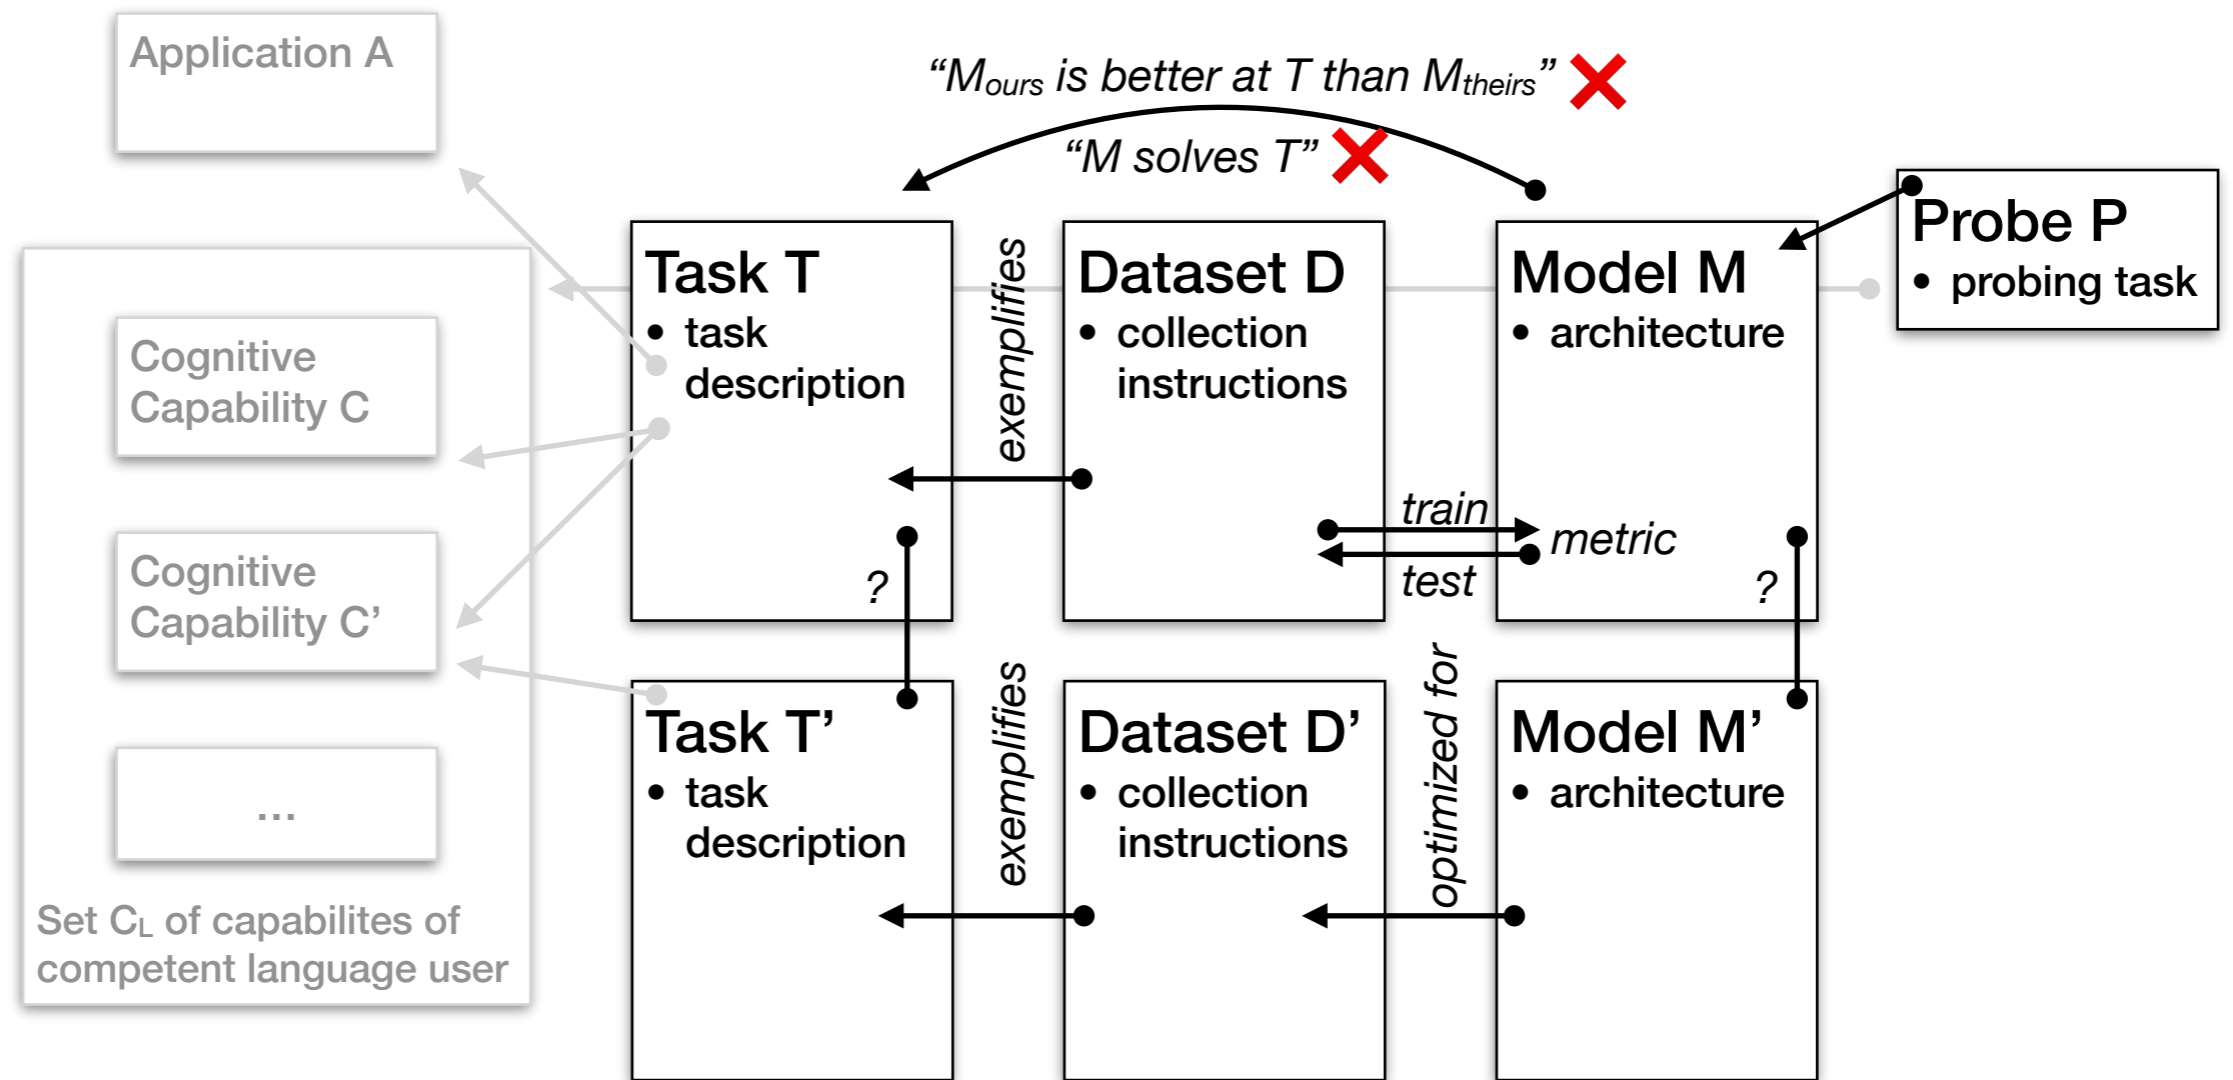 Application A
“Mours is better at T than Mtheirs”
“M solves T”
Cognitive
Capability C
Cognitive
Capability C’
...
Set CL of capabilites of
competent language user
Task T
• task
description
?
exemplifies
Dataset D
• collection
instructions
train
test
metric
Model M
• architecture
?
Probe P
• probing task
Task T’
• task
description
exemplifies
Dataset D’
• collection
instructions
optimized for
Model M’
• architecture